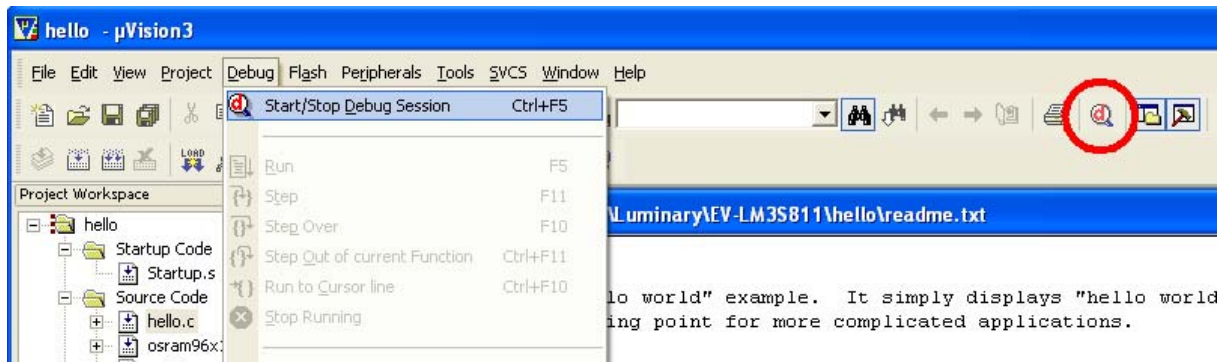 hello - µVision3
File Edit View Project Debug Flash Peripherals Tools SVCS Window Help
Start/Stop Debug Session Ctrl+F5
LOAD
Run F5
Project Workspace
Step F11
hello
Step Over F10
\Luminary\EV-LM3S811\hello\readme.txt
Startup Code
Step Out of current Function Ctrl+F11
Startup.s
Run to Cursor line Ctrl+F10
Source Code
lo world" example. It simply displays "hello world
hello.c
Stop Running
ing point for more complicated applications.
osram96x